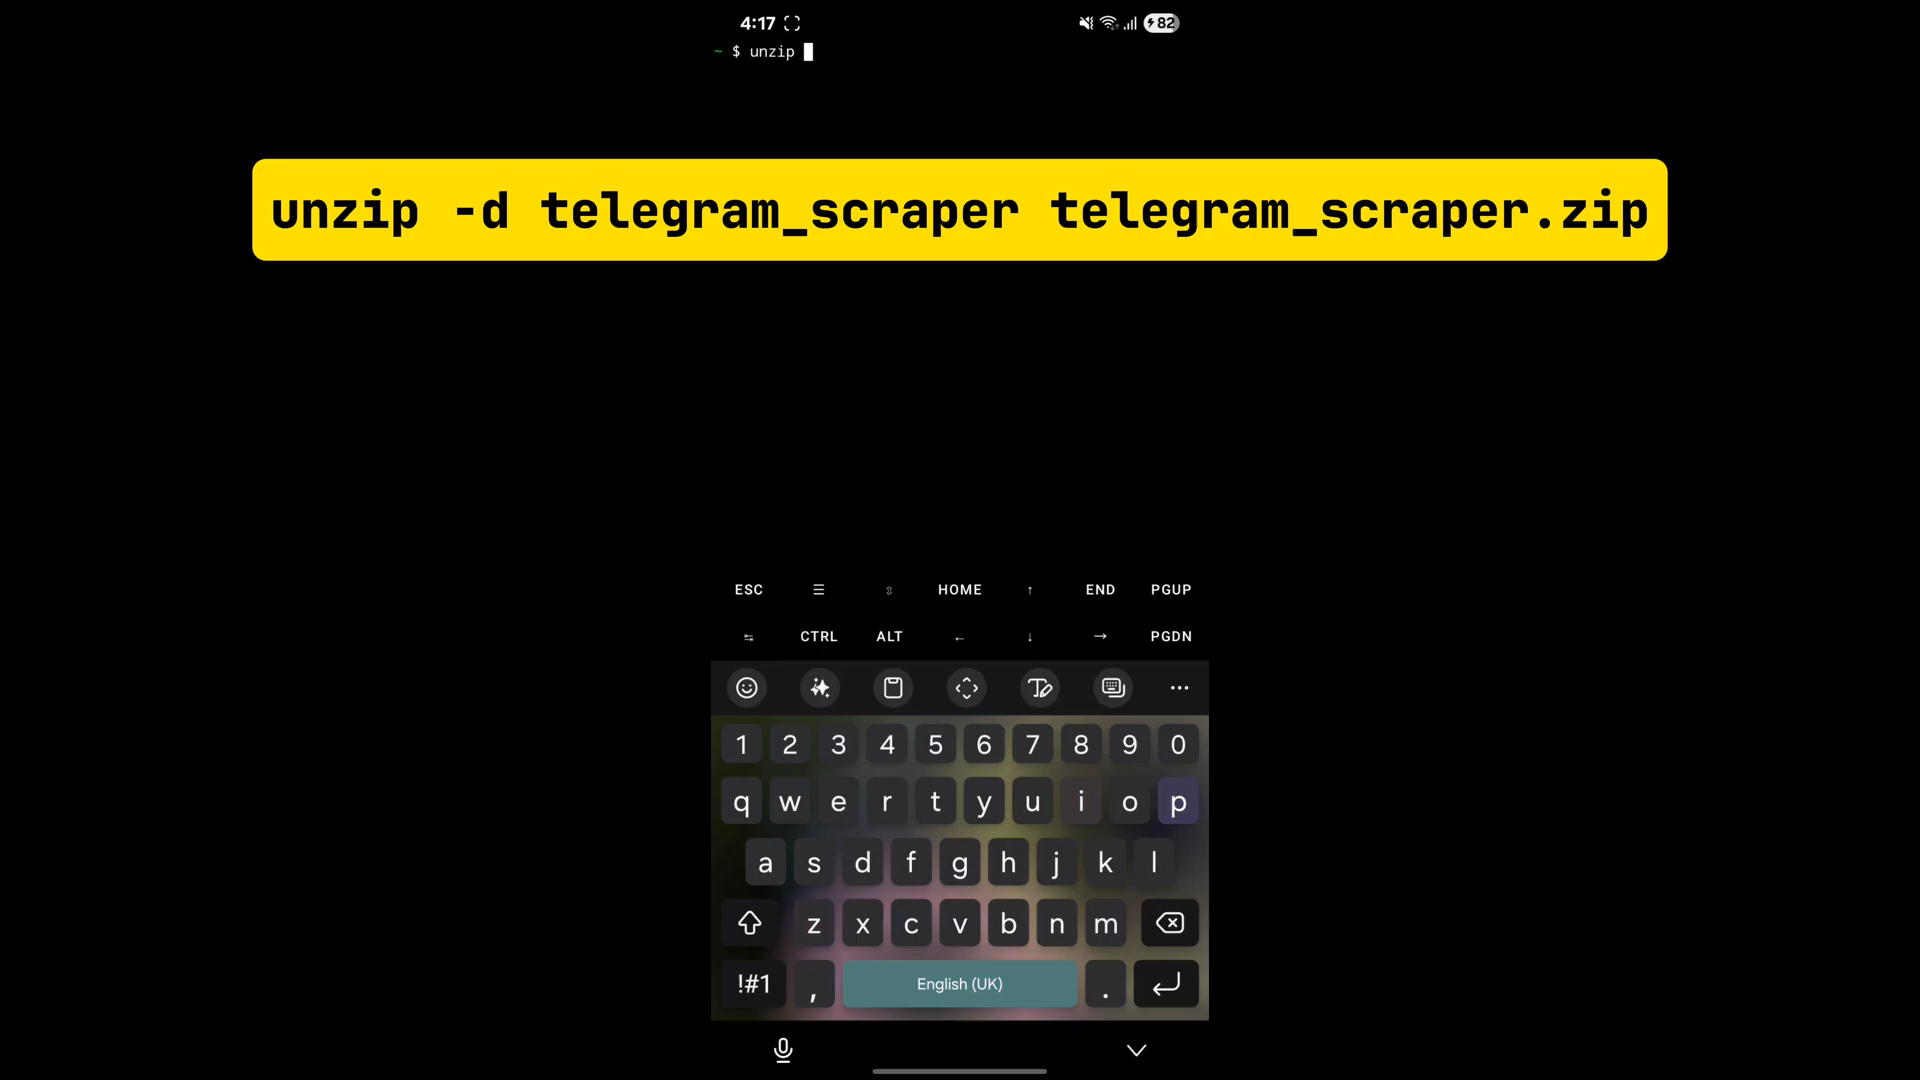 4:17
82
~ $ unzip
unzip -d telegram_scraper telegram_scraper.zip
ESC ☰ ⇳ HOME ↑ END PGUP
↹ CTRL ALT ← ↓ → PGDN
1 2 3 4 5 6 7 8 9 0
q w e r t y u i o p
a s d f g h j k l
z x c v b n m
!#1 , English (UK) .